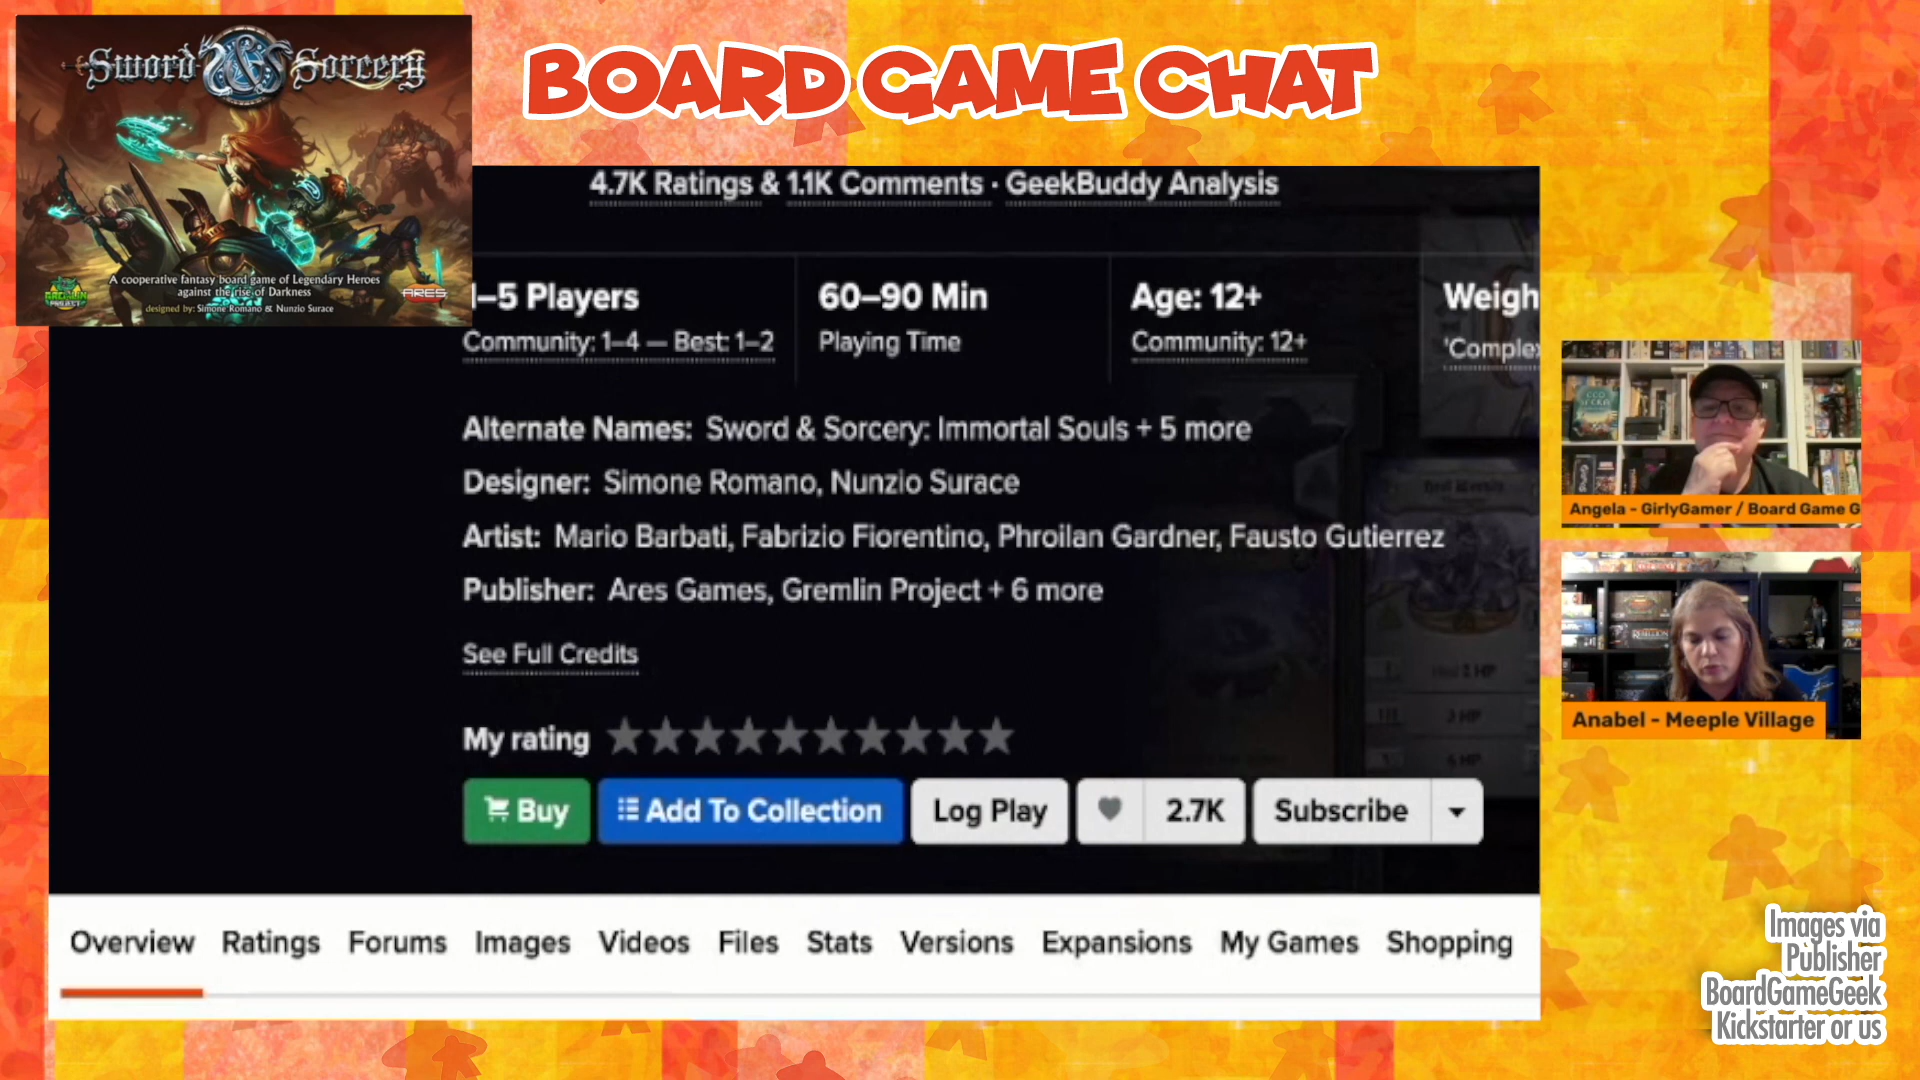 Sword & Sorcery
A cooperative fantasy board game of Legendary Heroes
against the rise of Darkness
designed by: Simone Romano & Nunzio Surace
GREMLIN
PROJECT
ARES
BOARD GAME CHAT
4.7K Ratings & 1.1K Comments · GeekBuddy Analysis
1–5 Players
Community: 1–4 — Best: 1–2
60–90 Min
Playing Time
Age: 12+
Community: 12+
Weigh
'Complex
Alternate Names: Sword & Sorcery: Immortal Souls + 5 more
Designer: Simone Romano, Nunzio Surace
Artist: Mario Barbati, Fabrizio Fiorentino, Phroilan Gardner, Fausto Gutierrez
Publisher: Ares Games, Gremlin Project + 6 more
See Full Credits
My rating
Buy
Add To Collection
Log Play
2.7K
Subscribe
Overview Ratings Forums Images Videos Files Stats Versions Expansions My Games Shopping
Angela - GirlyGamer / Board Game G
REBELLION
Anabel - Meeple Village
Images via
Publisher
BoardGameGeek
Kickstarter or us